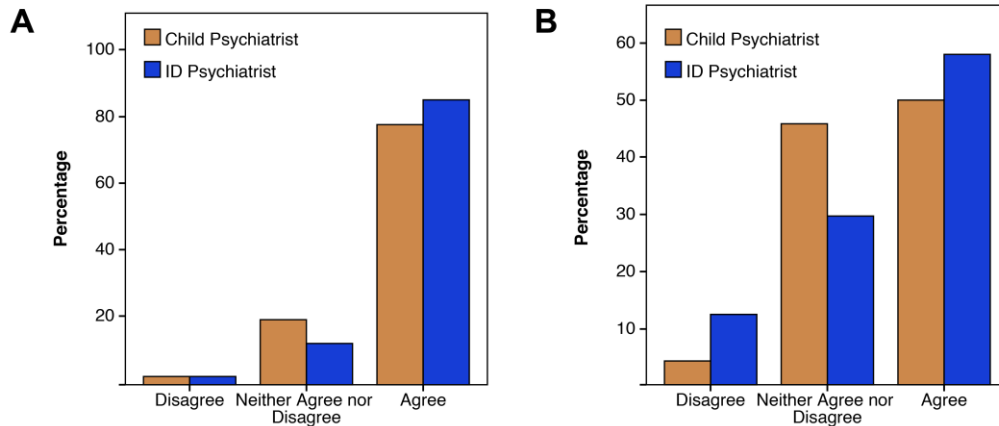 A
Child Psychiatrist
ID Psychiatrist
Percentage
100
80
60
40
20
Disagree
Neither Agree nor
Disagree
Agree
B
Child Psychiatrist
ID Psychiatrist
Percentage
60
50
40
30
20
10
Disagree
Neither Agree nor
Disagree
Agree